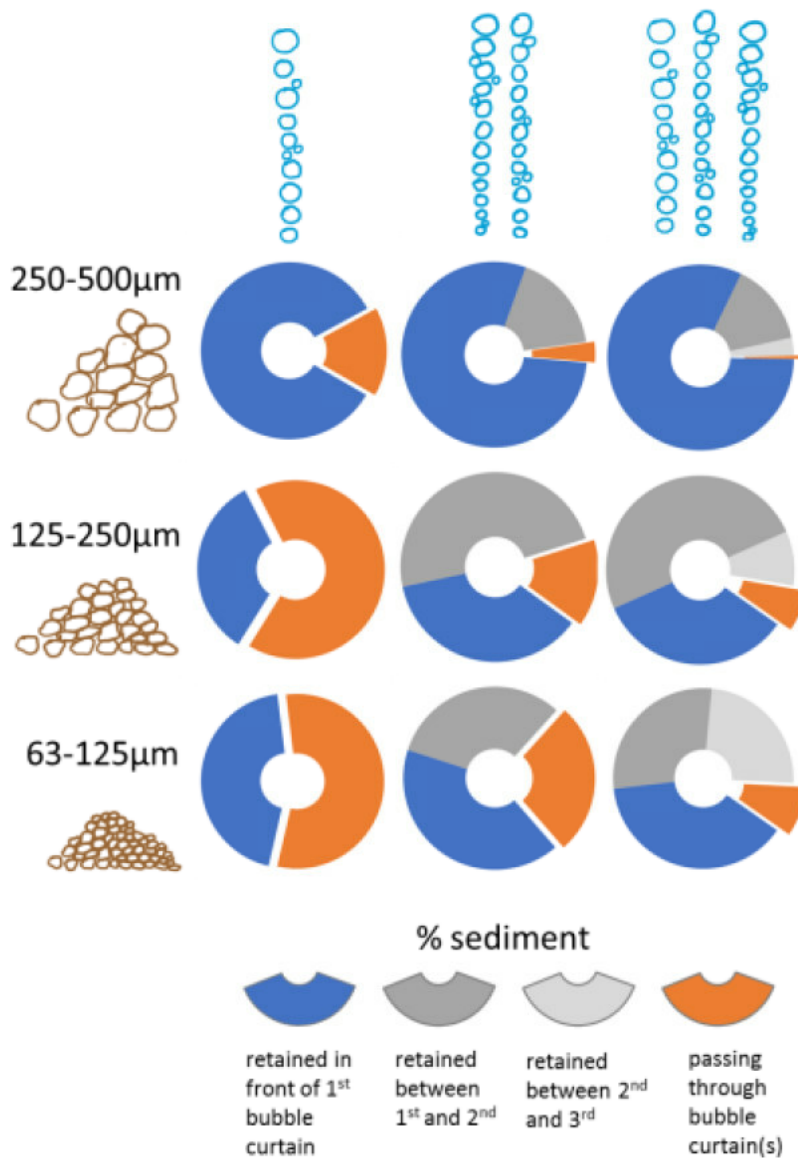 250-500μm
125-250μm
63-125μm
% sediment
retained in
front of 1st
bubble
curtain
retained
between
1st and 2nd
retained
between 2nd
and 3rd
passing
through
bubble
curtain(s)